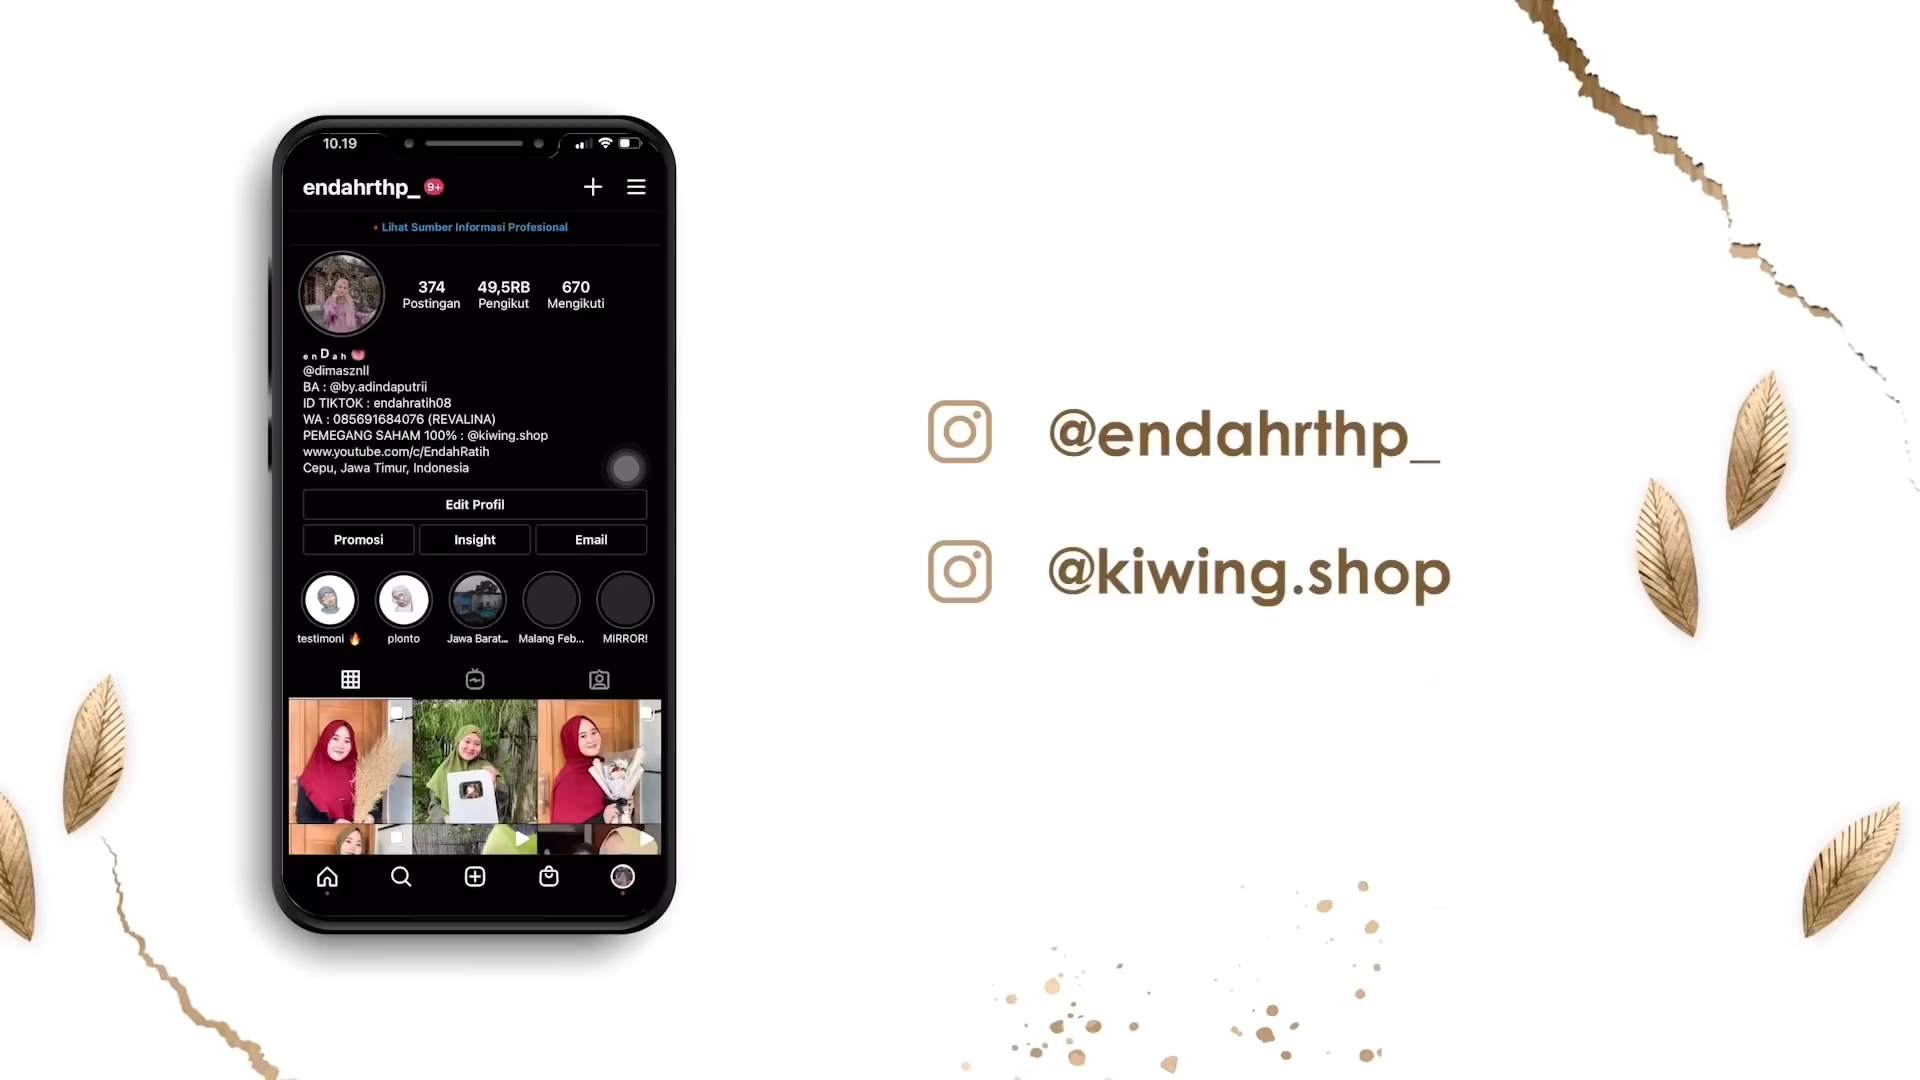 10.19
endahrthp_ 9+
Lihat Sumber Informasi Profesional
374 49,5RB 670
Postingan Pengikut Mengikuti
enDah
@dimasznll
BA : @by.adindaputrii
ID TIKTOK : endahratih08
WA : 085691684076 (REVALINA)
PEMEGANG SAHAM 100% : @kiwing.shop
www.youtube.com/c/EndahRatih
Cepu, Jawa Timur, Indonesia
Edit Profil
Promosi Insight Email
testimoni 🔥 plonto Jawa Barat... Malang Feb... MIRROR!
@endahrthp_
@kiwing.shop